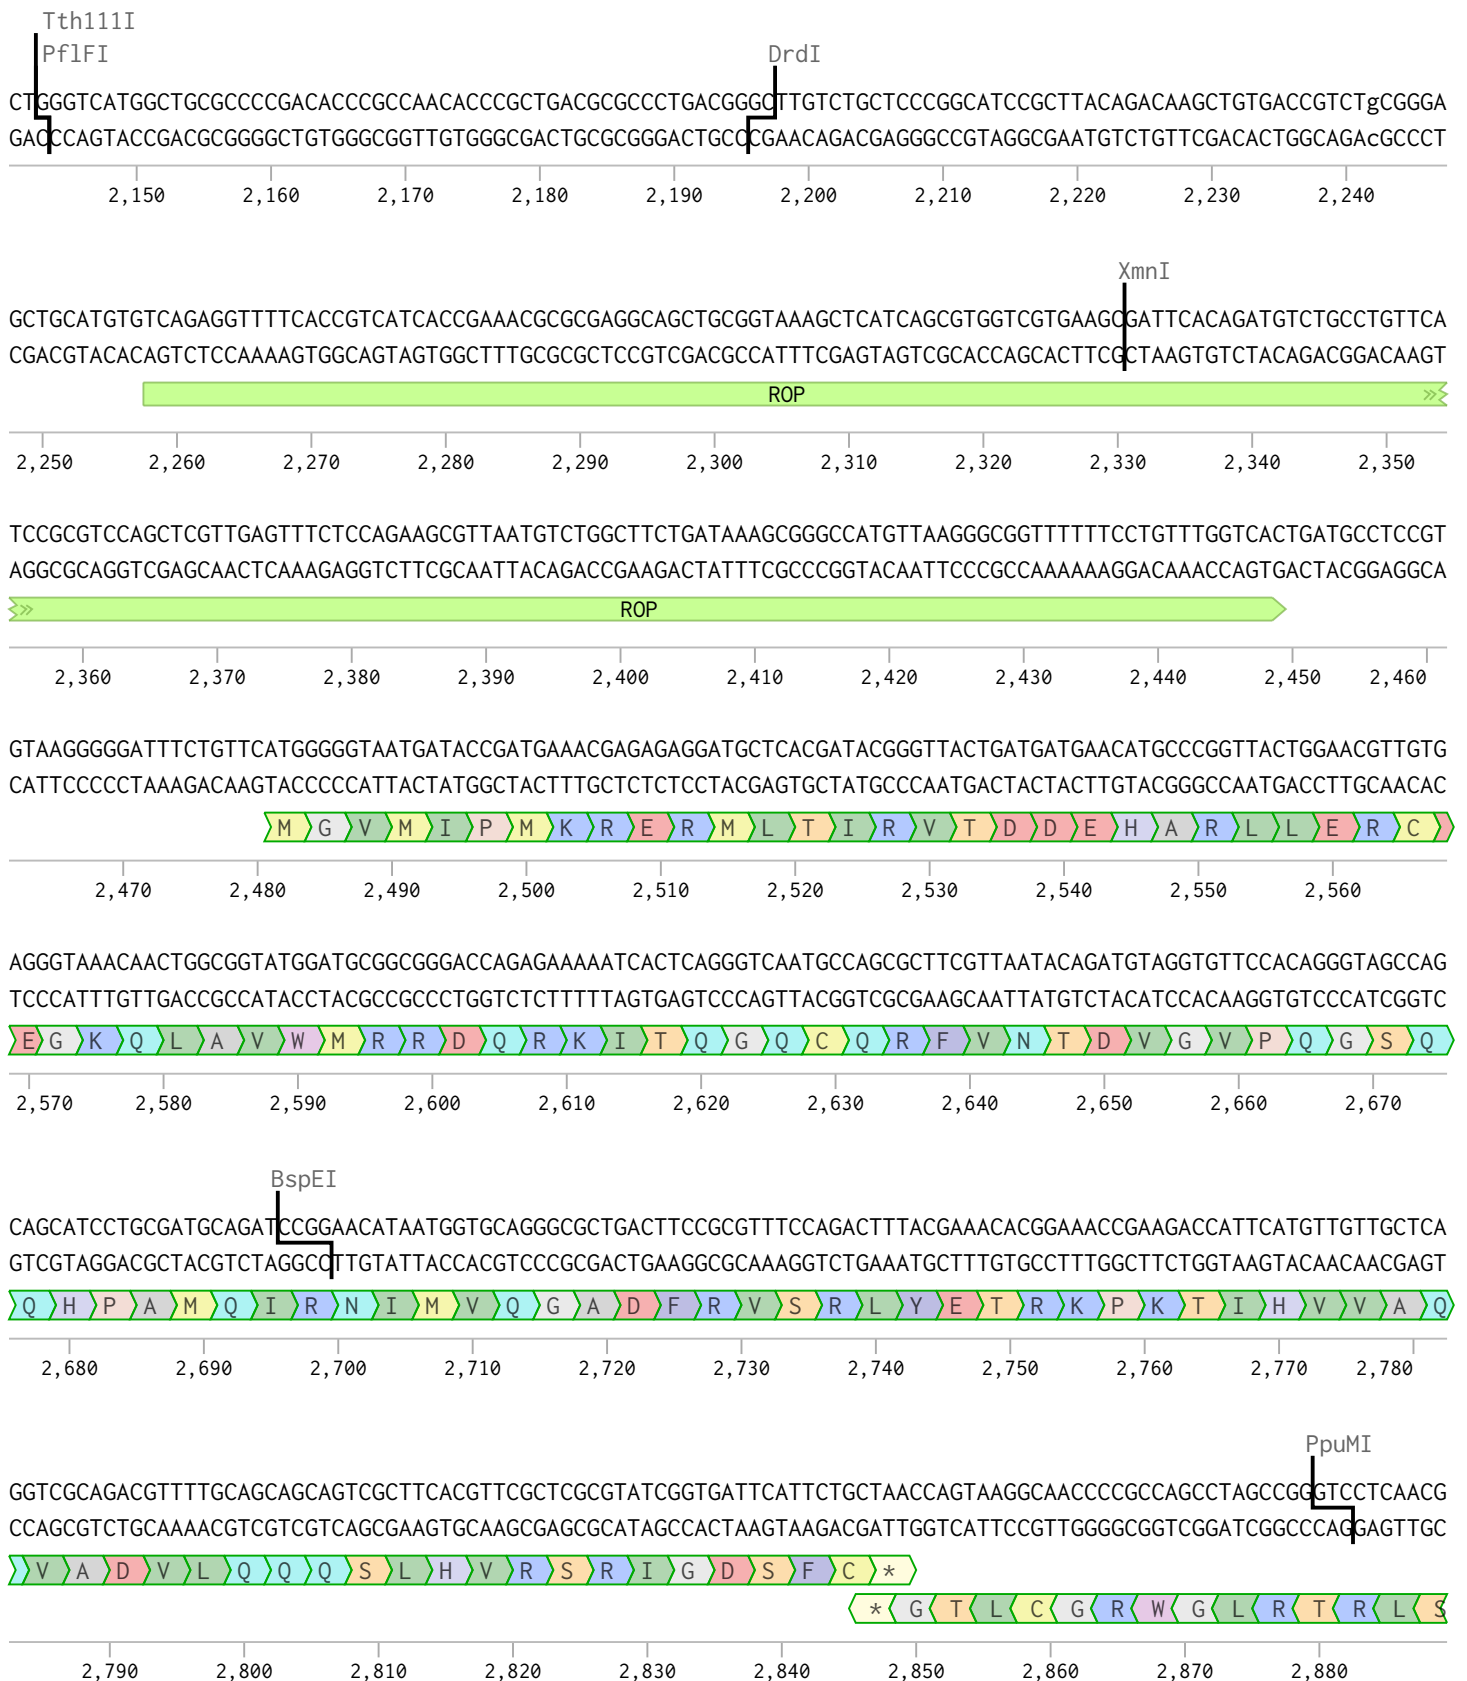 Tth111I
PflFI DrdI
CTGGGTCATGGCTGCGCCCCGACACCCGCCAACACCCGCTGACGCGCCCTGACGGGCTTGTCTGCTCCCGGCATCCGCTTACAGACAAGCTGTGACCGTCTgCGGGA
GACCCAGTACCGACGCGGGGCTGTGGGCGGTTGTGGGCGACTGCGCGGGACTGCCCGAACAGACGAGGGCCGTAGGCGAATGTCTGTTCGACACTGGCAGAcGCCCT
2,150 2,160 2,170 2,180 2,190 2,200 2,210 2,220 2,230 2,240
XmnI
GCTGCATGTGTCAGAGGTTTTCACCGTCATCACCGAAACGCGCGAGGCAGCTGCGGTAAAGCTCATCAGCGTGGTCGTGAAGCGATTCACAGATGTCTGCCTGTTCA
CGACGTACACAGTCTCCAAAAGTGGCAGTAGTGGCTTTGCGCGCTCCGTCGACGCCATTTCGAGTAGTCGCACCAGCACTTCGCTAAGTGTCTACAGACGGACAAGT
ROP
2,250 2,260 2,270 2,280 2,290 2,300 2,310 2,320 2,330 2,340 2,350
TCCGCGTCCAGCTCGTTGAGTTTCTCCAGAAGCGTTAATGTCTGGCTTCTGATAAAGCGGGCCATGTTAAGGGCGGTTTTTTCCTGTTTGGTCACTGATGCCTCCGT
AGGCGCAGGTCGAGCAACTCAAAGAGGTCTTCGCAATTACAGACCGAAGACTATTTCGCCCGGTACAATTCCCGCCAAAAAAGGACAAACCAGTGACTACGGAGGCA
ROP
2,360 2,370 2,380 2,390 2,400 2,410 2,420 2,430 2,440 2,450 2,460
GTAAGGGGGATTTCTGTTCATGGGGGTAATGATACCGATGAAACGAGAGAGGATGCTCACGATACGGGTTACTGATGATGAACATGCCCGGTTACTGGAACGTTGTG
CATTCCCCCTAAAGACAAGTACCCCCATTACTATGGCTACTTTGCTCTCTCCTACGAGTGCTATGCCCAATGACTACTACTTGTACGGGCCAATGACCTTGCAACAC
M G V M I P M K R E R M L T I R V T D D E H A R L L E R C
2,470 2,480 2,490 2,500 2,510 2,520 2,530 2,540 2,550 2,560
AGGGTAAACAACTGGCGGTATGGATGCGGCGGGACCAGAGAAAAATCACTCAGGGTCAATGCCAGCGCTTCGTTAATACAGATGTAGGTGTTCCACAGGGTAGCCAG
TCCCATTTGTTGACCGCCATACCTACGCCGCCCTGGTCTCTTTTTAGTGAGTCCCAGTTACGGTCGCGAAGCAATTATGTCTACATCCACAAGGTGTCCCATCGGTC
E G K Q L A V W M R R D Q R K I T Q G Q C Q R F V N T D V G V P Q G S Q
2,570 2,580 2,590 2,600 2,610 2,620 2,630 2,640 2,650 2,660 2,670
BspEI
CAGCATCCTGCGATGCAGATCCGGAACATAATGGTGCAGGGCGCTGACTTCCGCGTTTCCAGACTTTACGAAACACGGAAACCGAAGACCATTCATGTTGTTGCTCA
GTCGTAGGACGCTACGTCTAGGCCTTGTATTACCACGTCCCGCGACTGAAGGCGCAAAGGTCTGAAATGCTTTGTGCCTTTGGCTTCTGGTAAGTACAACAACGAGT
Q H P A M Q I R N I M V Q G A D F R V S R L Y E T R K P K T I H V V A Q
2,680 2,690 2,700 2,710 2,720 2,730 2,740 2,750 2,760 2,770 2,780
PpuMI
GGTCGCAGACGTTTTGCAGCAGCAGTCGCTTCACGTTCGCTCGCGTATCGGTGATTCATTCTGCTAACCAGTAAGGCAACCCCGCCAGCCTAGCCGGGTCCTCAACG
CCAGCGTCTGCAAAACGTCGTCGTCAGCGAAGTGCAAGCGAGCGCATAGCCACTAAGTAAGACGATTGGTCATTCCGTTGGGGCGGTCGGATCGGCCCAGGAGTTGC
V A D V L Q Q Q S L H V R S R I G D S F C *
* G T L C G R W G L R T R L S
2,790 2,800 2,810 2,820 2,830 2,840 2,850 2,860 2,870 2,880